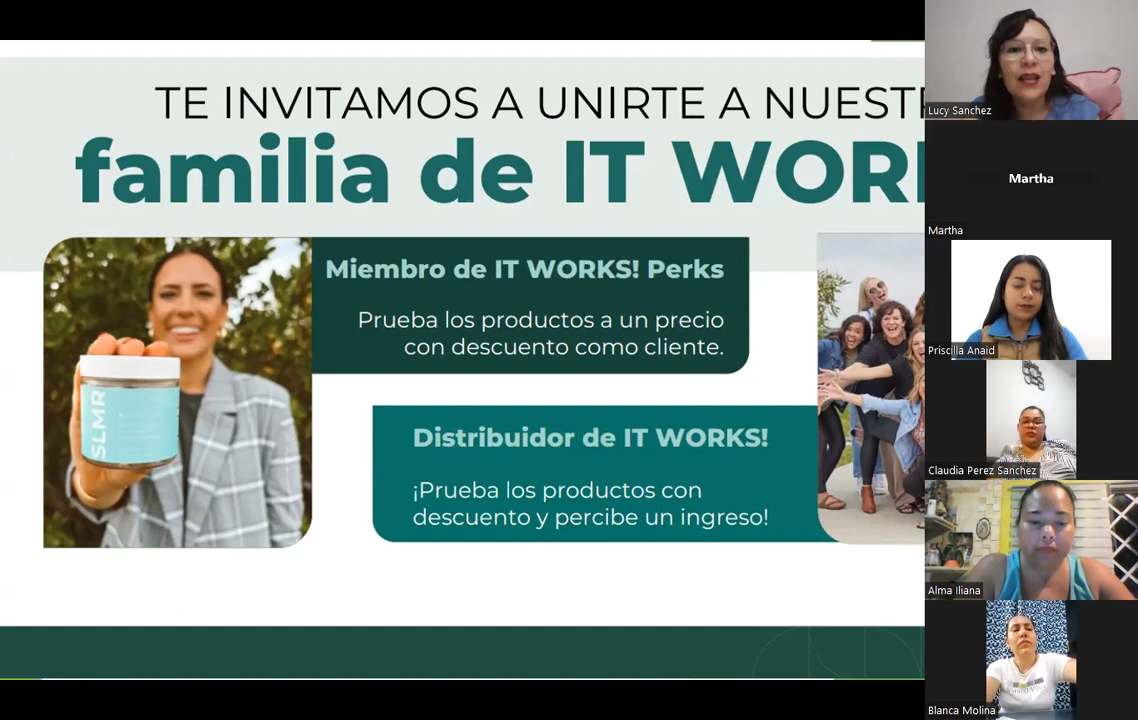 TE INVITAMOS A UNIRTE A NUEST
familia de IT WOR
Miembro de IT WORKS! Perks
Prueba los productos a un precio
con descuento como cliente.
SLMR
Distribuidor de IT WORKS!
¡Prueba los productos con
descuento y percibe un ingreso!
Lucy Sanchez
Martha
Martha
Priscilla Anaid
Claudia Perez Sanchez
Alma Iliana
Blanca Molina